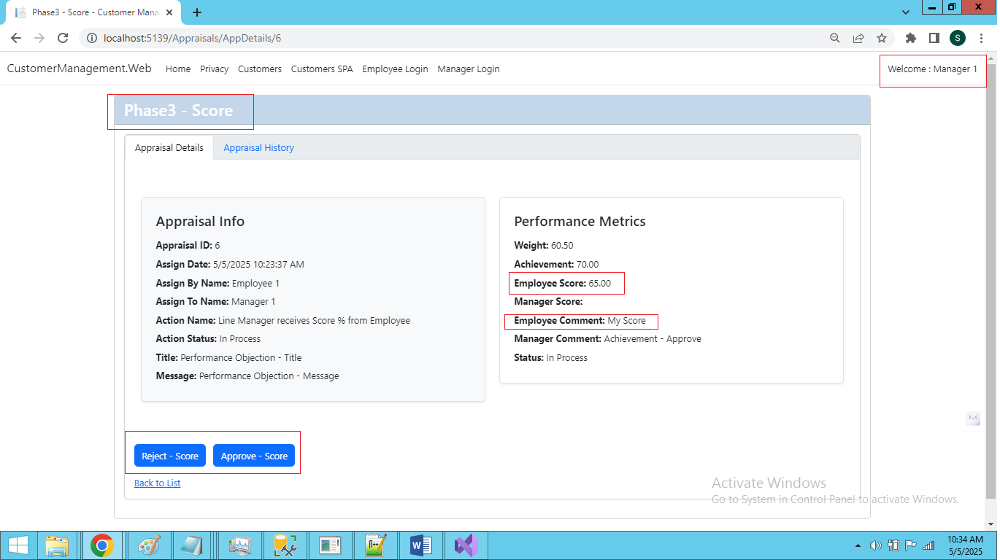 Phase3 - Score - Customer Mana
localhost:5139/Appraisals/AppDetails/6
S
CustomerManagement.Web Home Privacy Customers Customers SPA Employee Login Manager Login Welcome : Manager 1
Phase3 - Score
Appraisal Details Appraisal History
Appraisal Info
Appraisal ID: 6
Assign Date: 5/5/2025 10:23:37 AM
Assign By Name: Employee 1
Assign To Name: Manager 1
Action Name: Line Manager receives Score % from Employee
Action Status: In Process
Title: Performance Objection - Title
Message: Performance Objection - Message
Performance Metrics
Weight: 60.50
Achievement: 70.00
Employee Score: 65.00
Manager Score:
Employee Comment: My Score
Manager Comment: Achievement - Approve
Status: In Process
Reject - Score Approve - Score
Back to List
Activate Windows
Go to System in Control Panel to activate Windows.
10:34 AM
5/5/2025